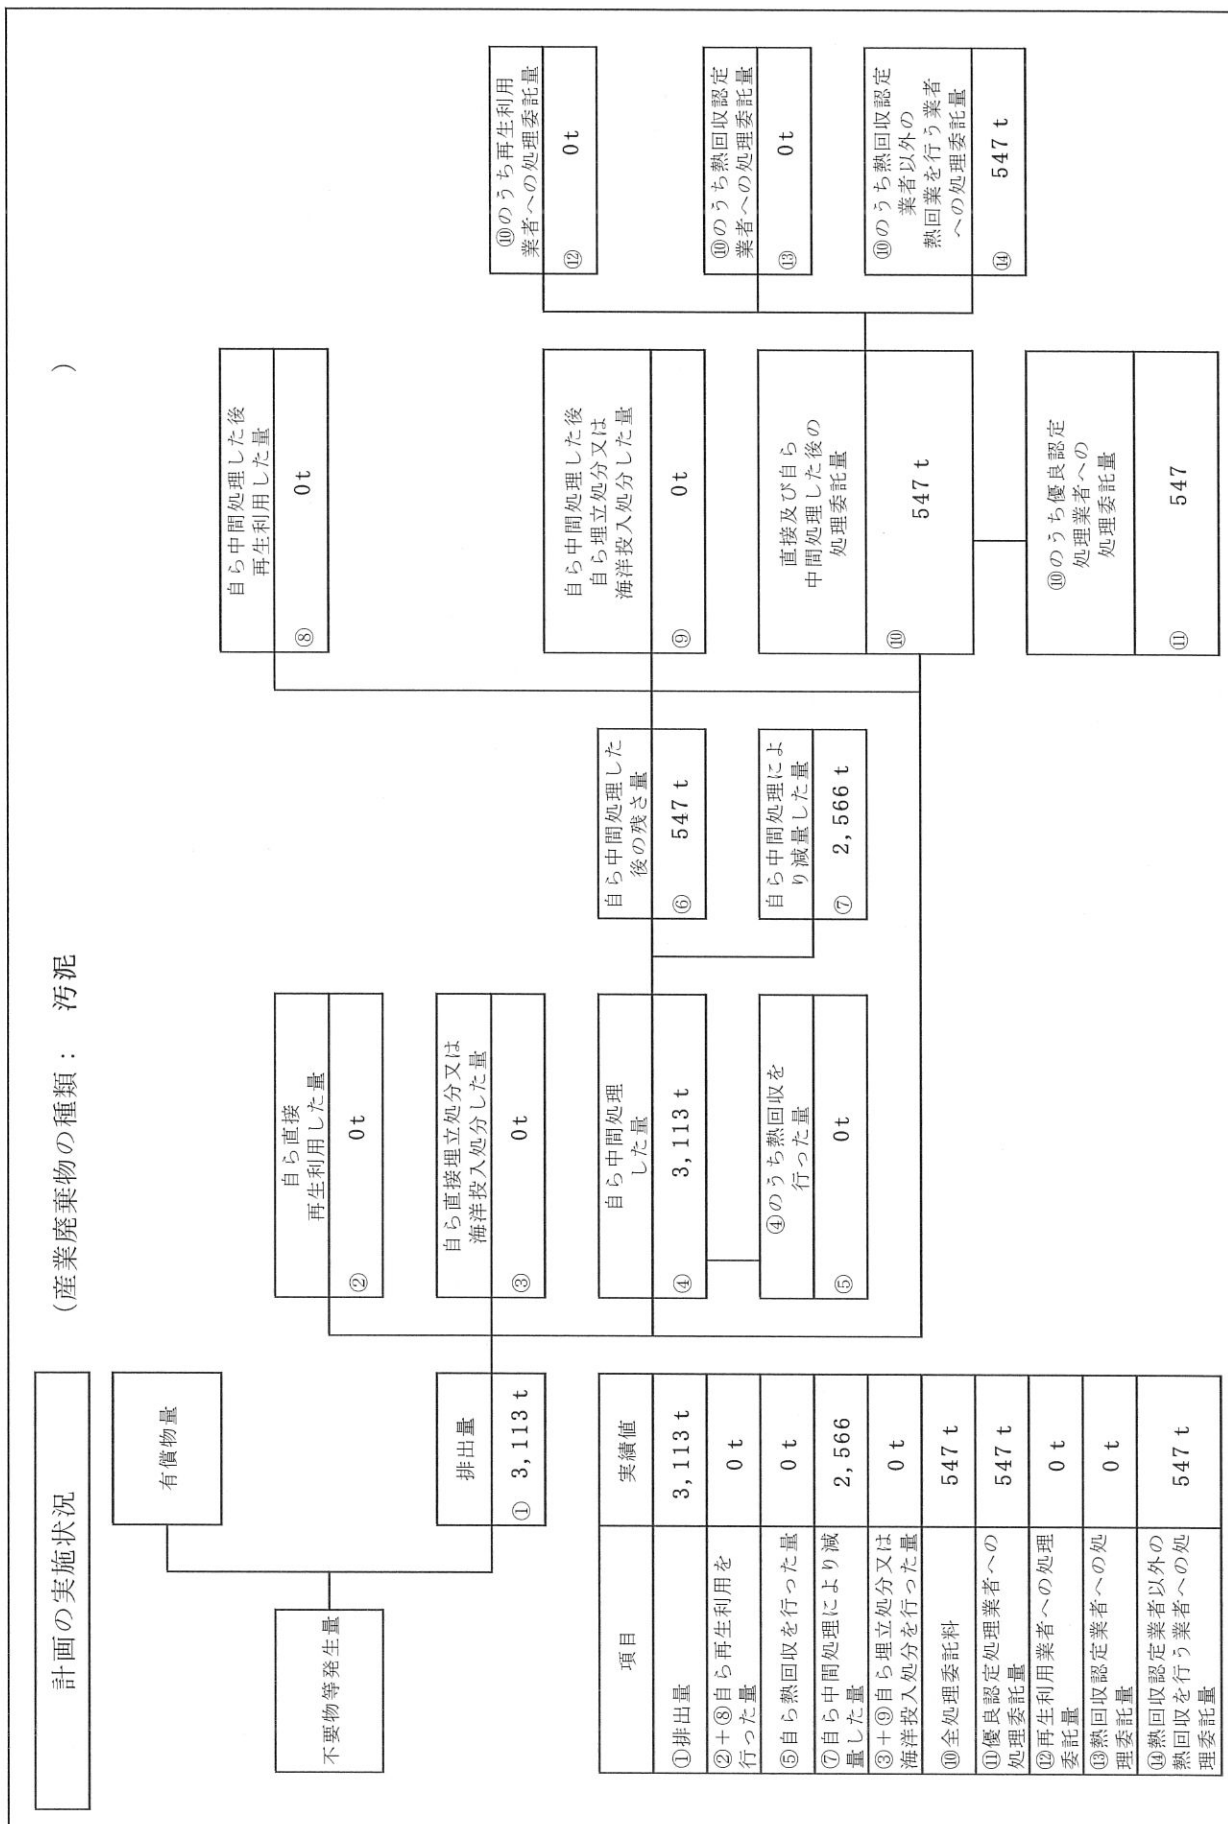 計画の実施状況
(産業廃棄物の種類： 汚泥 )
有償物量
不要物等発生量
排出量
① 3,113 t
自ら直接
再生利用した量
② 0t
自ら直接埋立処分又は
海洋投入処分した量
③ 0t
自ら中間処理
した量
④ 3,113 t
④のうち熱回収を
行った量
⑤ 0t
自ら中間処理した
後の残さ量
⑥ 547 t
自ら中間処理によ
り減量した量
⑦ 2,566 t
自ら中間処理した後
再生利用した量
⑧ 0t
自ら中間処理した後
自ら埋立処分又は
海洋投入処分した量
⑨ 0t
直接及び自ら
中間処理した後の
処理委託量
⑩ 547 t
⑩のうち優良認定
処理業者への
処理委託量
⑪ 547
⑩のうち再生利用
業者への処理委託量
⑫ 0t
⑩のうち熱回収認定
業者への処理委託量
⑬ 0t
⑩のうち熱回収認定
業者以外の
熱回業を行う業者
への処理委託量
⑭ 547 t
項目 実績値
①排出量 3,113 t
②+⑧自ら再生利用を
行った量 0 t
⑤自ら熱回収を行った量 0 t
⑦自ら中間処理により減
量した量 2,566
③+⑨自ら埋立処分又は
海洋投入処分を行った量 0 t
⑩全処理委託料 547 t
⑪優良認定処理業者への
処理委託量 547 t
⑫再生利用業者への処理
委託量 0 t
⑬熱回収認定業者への処
理委託量 0 t
⑭熱回収認定業者以外の
熱回収を行う業者への処
理委託量 547 t